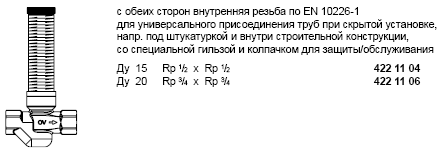 с обеих сторон внутренняя резьба по EN 10226-1
для универсального присоединения труб при скрытой установке,
напр. под штукатуркой и внутри строительной конструкции,
со специальной гильзой и колпачком для защиты/обслуживания
Ду 15 Rp ½ x Rp ½ 422 11 04
Ду 20 Rp ¾ x Rp ¾ 422 11 06
OV